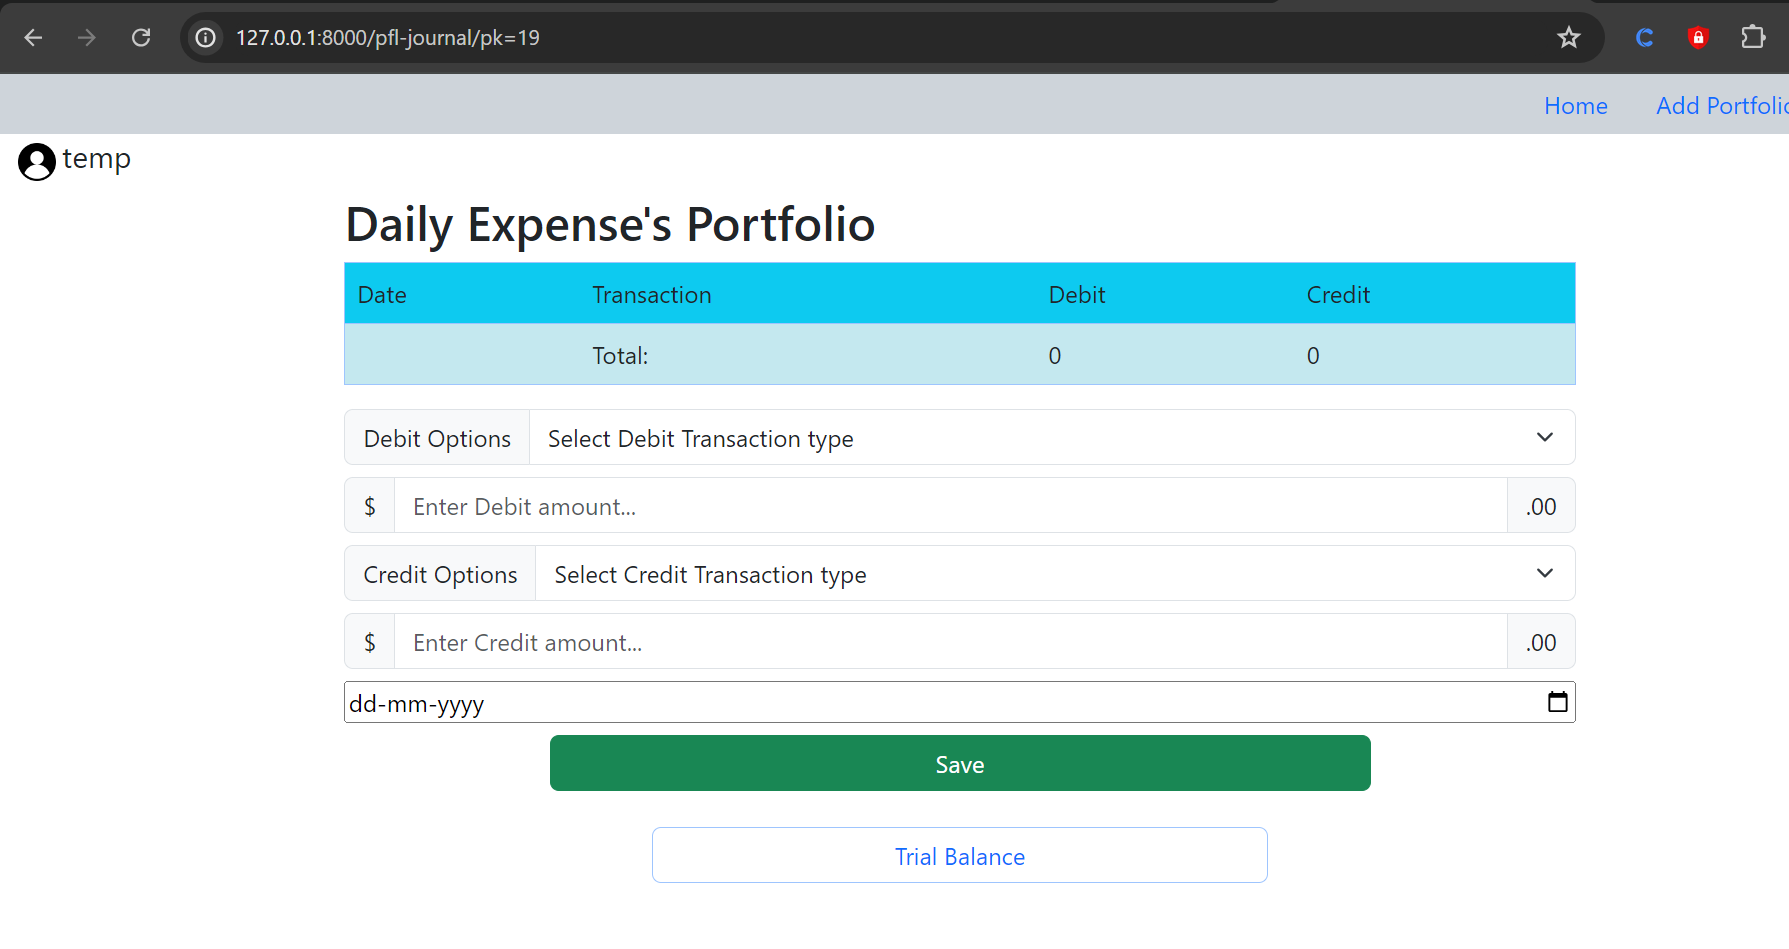 127.0.0.1:8000/pfl-journal/pk=19
Home Add Portfolio
temp
Daily Expense's Portfolio
Date Transaction Debit Credit
Total: 0 0
Debit Options Select Debit Transaction type
$ Enter Debit amount... .00
Credit Options Select Credit Transaction type
$ Enter Credit amount... .00
dd-mm-yyyy
Save
Trial Balance